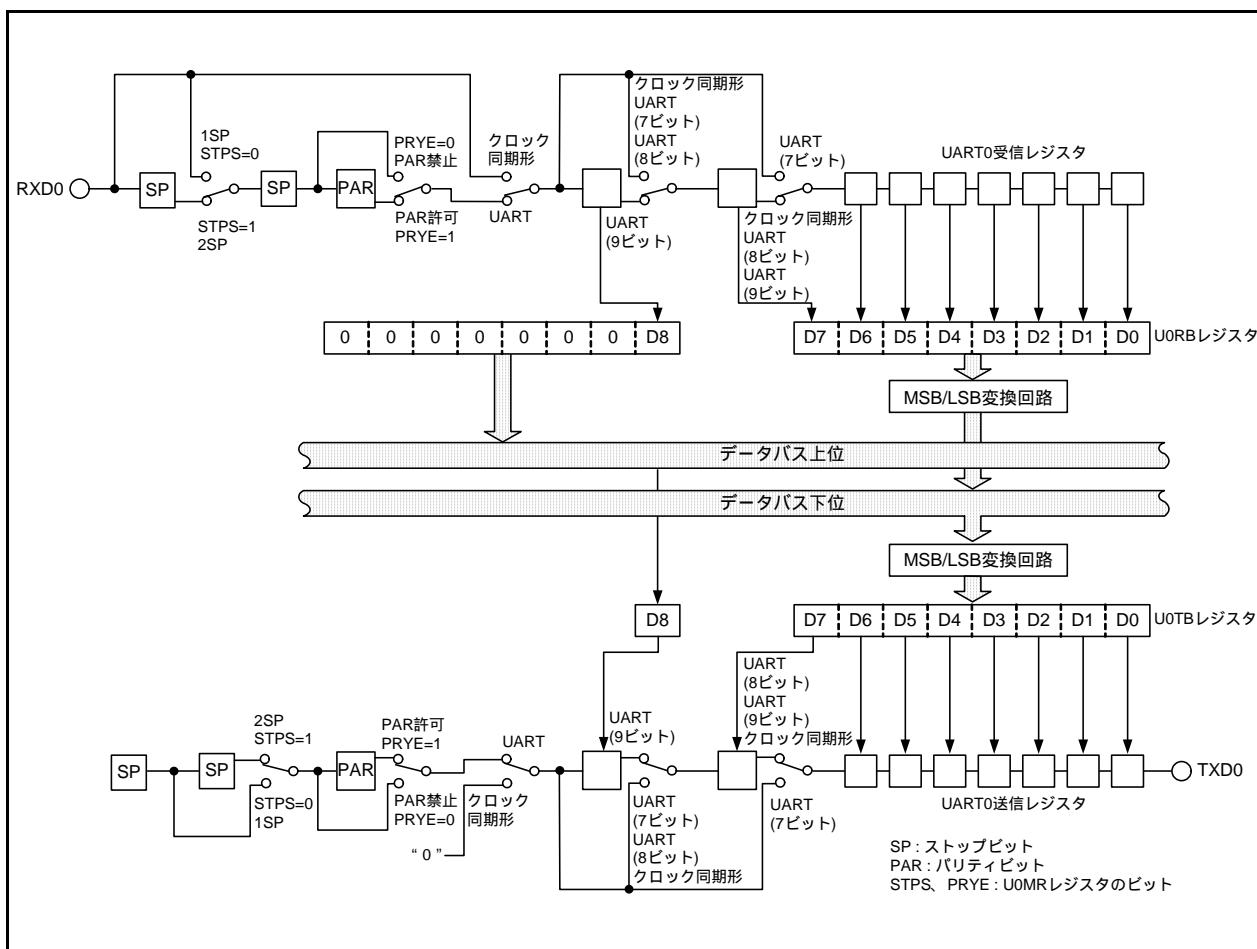 クロック同期形
UART
(7ビット)
UART
(8ビット)
1SP
STPS=0
PRYE=0
PAR禁止
クロック
同期形
UART
(7ビット)
UART0受信レジスタ
RXD0
SP
SP
PAR
STPS=1
2SP
PAR許可
PRYE=1
UART
UART
(9ビット)
クロック同期形
UART
(8ビット)
UART
(9ビット)
0 0 0 0 0 0 0 D8
D7 D6 D5 D4 D3 D2 D1 D0
U0RBレジスタ
MSB/LSB変換回路
データバス上位
データバス下位
MSB/LSB変換回路
D8
D7 D6 D5 D4 D3 D2 D1 D0
U0TBレジスタ
UART
(8ビット)
UART
(9ビット)
クロック同期形
2SP
STPS=1
PAR許可
PRYE=1
UART
UART
(9ビット)
SP
SP
PAR
TXD0
STPS=0
1SP
PAR禁止
PRYE=0
クロック
同期形
“0”
UART
(7ビット)
UART
(8ビット)
クロック同期形
UART
(7ビット)
UART0送信レジスタ
SP : ストップビット
PAR : パリティビット
STPS、PRYE : U0MRレジスタのビット